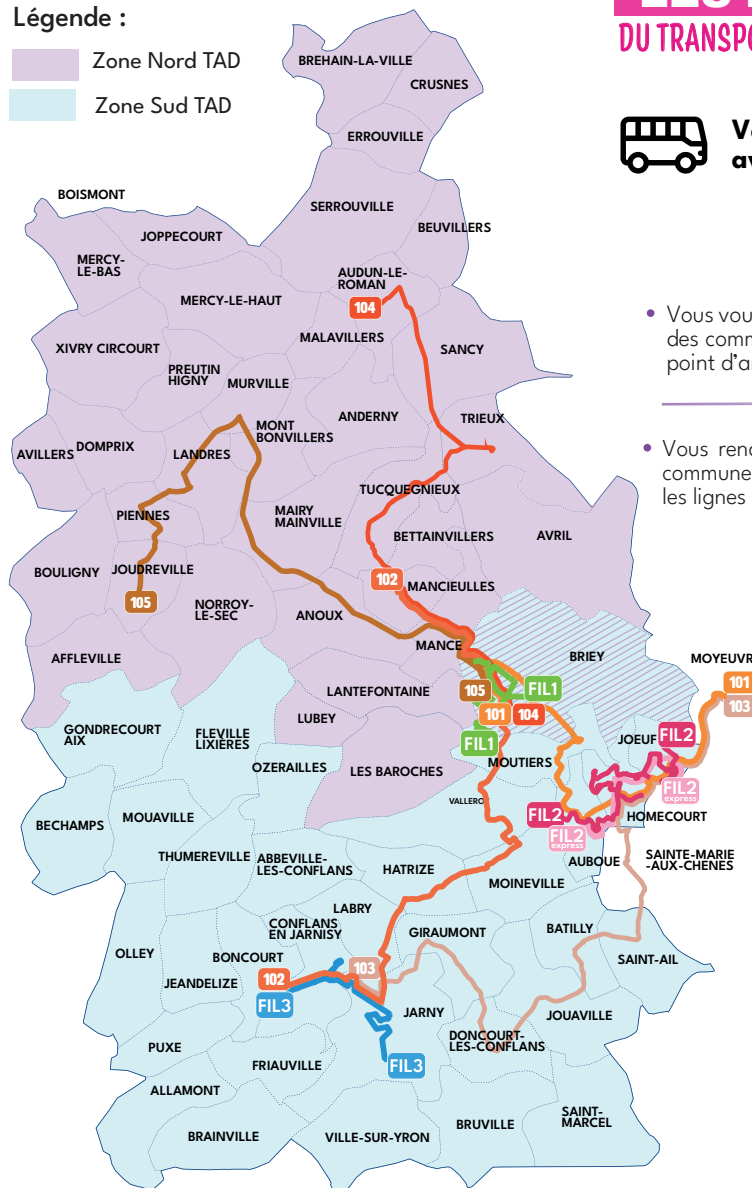 Légende :
Zone Nord TAD
Zone Sud TAD
DU TRANSPO
BREHAIN-LA-VILLE
CRUSNES
ERROUVILLE
BOISMONT
SERROUVILLE
JOPPECOURT
BEUVILLERS
MERCY-
LE-BAS
AUDUN-LE-
ROMAN
MERCY-LE-HAUT
104
• Vous vou
des comm
point d'a
MALAVILLERS
XIVRY CIRCOURT
SANCY
PREUTIN
HIGNY
MURVILLE
ANDERNY
TRIEUX
MONT
BONVILLERS
AVILLERS
DOMPRIX
LANDRES
• Vous rend
commune
les lignes
TUCQUEGNIEUX
PIENNES
MAIRY
MAINVILLE
BETTAINVILLERS
AVRIL
BOULIGNY
JOUDREVILLE
102
MANCIEULLES
105
NORROY-
LE-SEC
ANOUX
MANCE
BRIEY
AFFLEVILLE
MOYEUVR
101
103
LANTEFONTAINE
105
FIL1
101
104
LUBEY
FIL1
GONDRECOURT
AIX
FLEVILLE
LIXIÈRES
JOEUF
FIL2
OZERAILLES
LES BAROCHES
MOUTIERS
FIL2
express
BECHAMPS
MOUAVILLE
VALLERO
FIL2
HOMECOURT
FIL2
express
THUMEREVILLE
ABBEVILLE-
LES-CONFLANS
HATRIZE
AUBOUE
SAINTE-MARIE
-AUX-CHENES
MOINEVILLE
LABRY
CONFLANS
EN JARNISY
GIRAUMONT
BATILLY
OLLEY
BONCOURT
SAINT-AIL
103
102
JEANDELIZE
FIL3
JARNY
JOUAVILLE
DONCOURT-
LES-CONFLANS
PUXE
FRIAUVILLE
FIL3
ALLAMONT
SAINT-
MARCEL
BRUVILLE
BRAINVILLE
VILLE-SUR-YRON